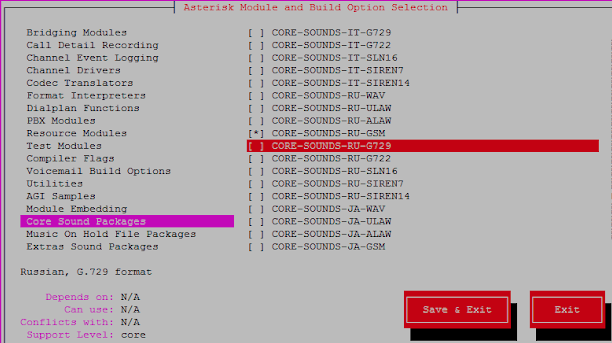 Asterisk Module and Build Option Selection
Bridging Modules [ ] CORE-SOUNDS-IT-G729
Call Detail Recording [ ] CORE-SOUNDS-IT-G722
Channel Event Logging [ ] CORE-SOUNDS-IT-SLN16
Channel Drivers [ ] CORE-SOUNDS-IT-SIREN7
Codec Translators [ ] CORE-SOUNDS-IT-SIREN14
Format Interpreters [ ] CORE-SOUNDS-RU-WAV
Dialplan Functions [ ] CORE-SOUNDS-RU-ULAW
PBX Modules [ ] CORE-SOUNDS-RU-ALAW
Resource Modules [*] CORE-SOUNDS-RU-GSM
Test Modules [ ] CORE-SOUNDS-RU-G729
Compiler Flags [ ] CORE-SOUNDS-RU-G722
Voicemail Build Options [ ] CORE-SOUNDS-RU-SLN16
Utilities [ ] CORE-SOUNDS-RU-SIREN7
AGI Samples [ ] CORE-SOUNDS-RU-SIREN14
Module Embedding [ ] CORE-SOUNDS-JA-WAV
Core Sound Packages [ ] CORE-SOUNDS-JA-ULAW
Music On Hold File Packages [ ] CORE-SOUNDS-JA-ALAW
Extras Sound Packages [ ] CORE-SOUNDS-JA-GSM
Russian, G.729 format
Depends on: N/A
Can use: N/A
Conflicts with: N/A
Support Level: core
Save & Exit
Exit